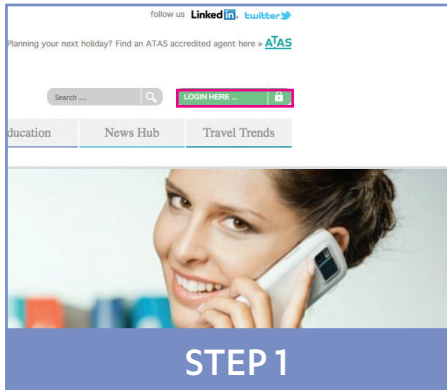 follow us LinkedIn. twitter
Planning your next holiday? Find an ATAS accredited agent here » ATAS
Search ...
LOGIN HERE ...
ducation News Hub Travel Trends
STEP 1